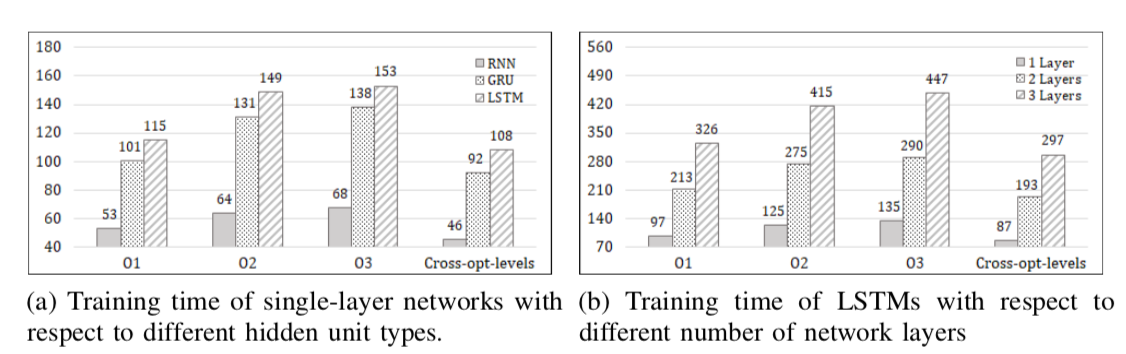 180
160
140
120
100
80
60
40
RNN
GRU
LSTM
53
101
115
64
131
149
68
138
153
46
92
108
O1
O2
O3
Cross-opt-levels
560
490
420
350
280
210
140
70
1 Layer
2 Layers
3 Layers
97
213
326
125
275
415
135
290
447
87
193
297
O1
O2
O3
Cross-opt-levels
(a) Training time of single-layer networks with
respect to different hidden unit types.
(b) Training time of LSTMs with respect to
different number of network layers